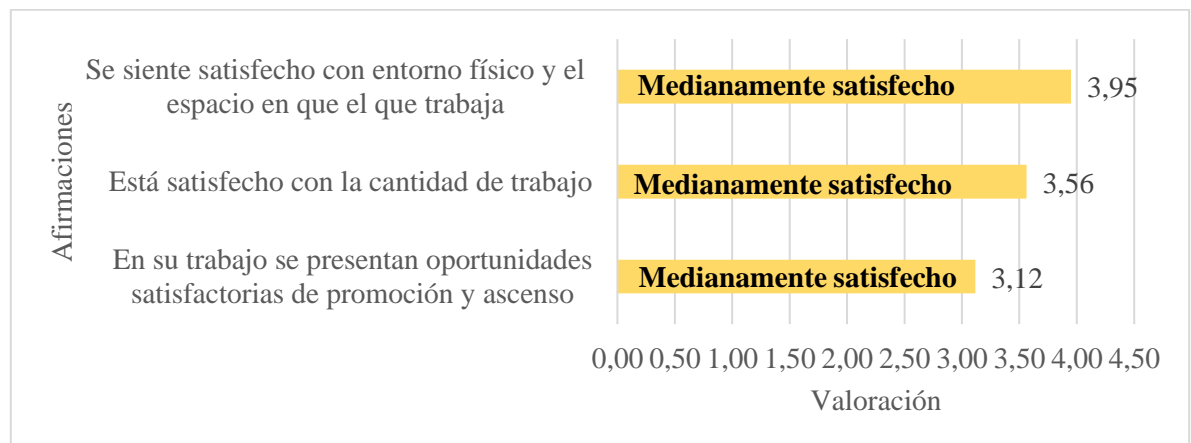 Afirmaciones
Se siente satisfecho con entorno físico y el
espacio en que el que trabaja
Medianamente satisfecho
3,95
Está satisfecho con la cantidad de trabajo
Medianamente satisfecho
3,56
En su trabajo se presentan oportunidades
satisfactorias de promoción y ascenso
Medianamente satisfecho
3,12
0,00 0,50 1,00 1,50 2,00 2,50 3,00 3,50 4,00 4,50
Valoración